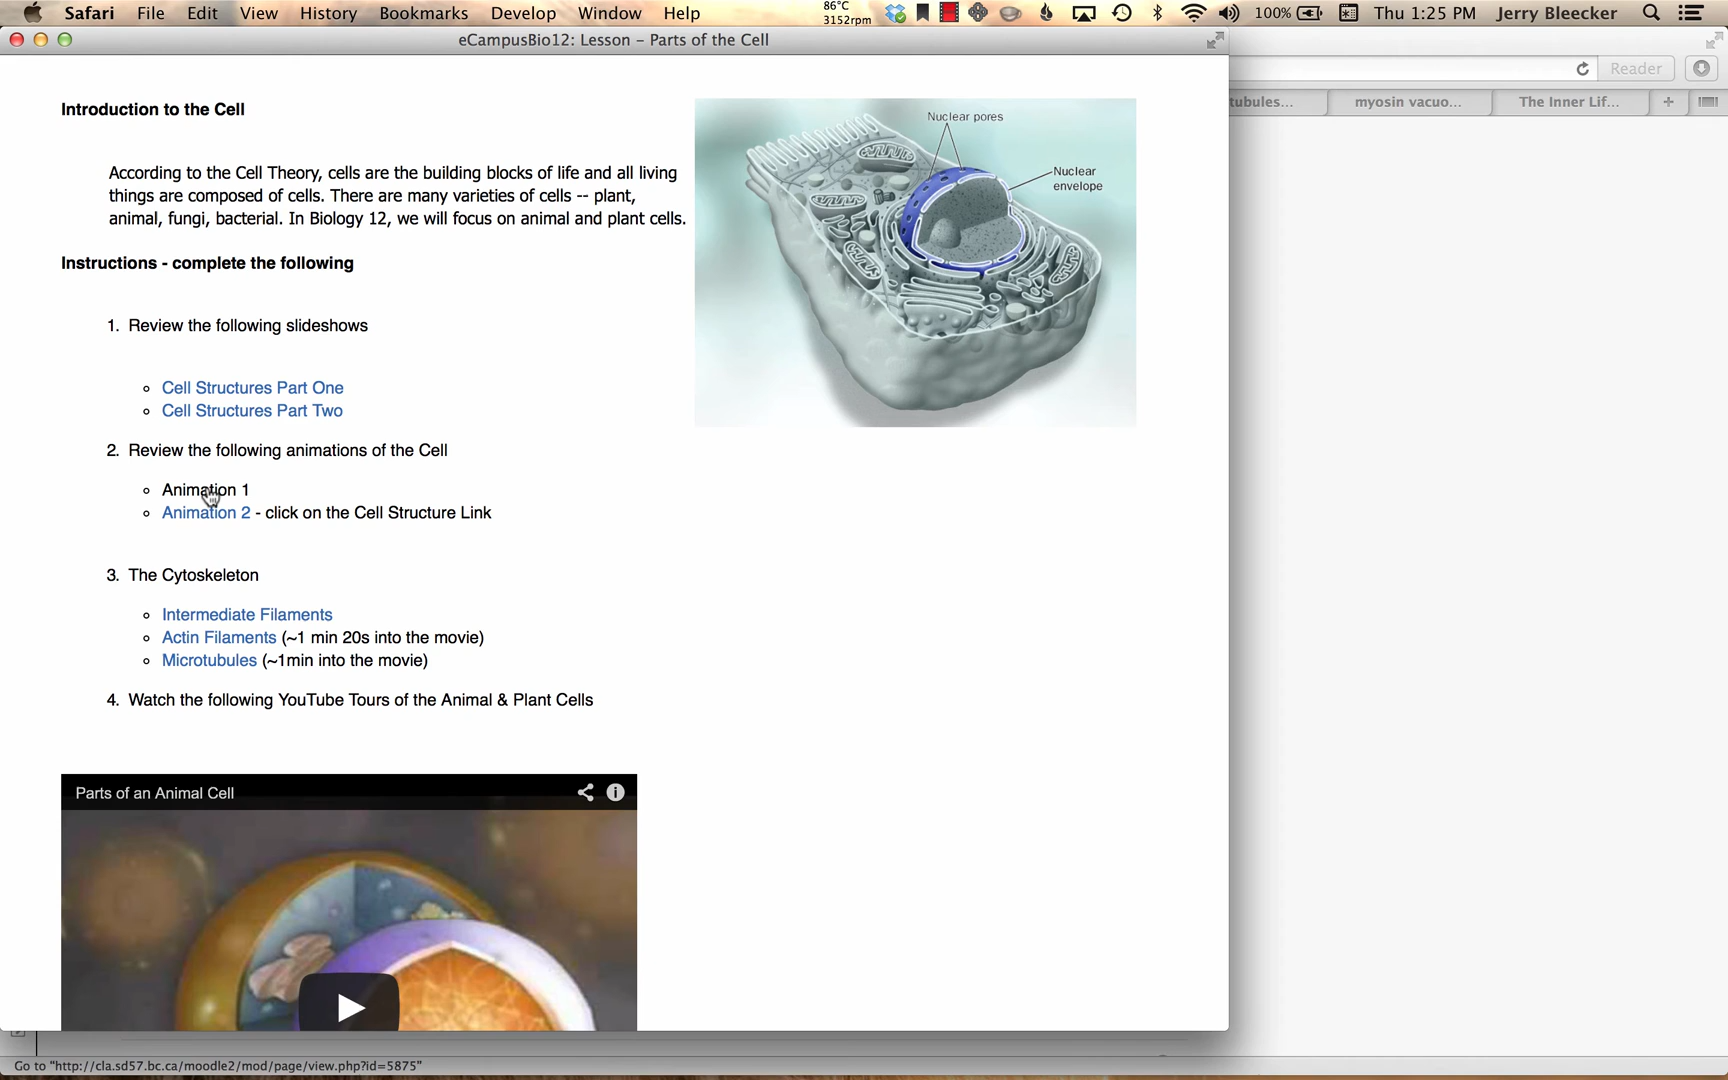 Safari File Edit View History Bookmarks Develop Window Help 86°C 3152rpm 100% Thu 1:25 PM Jerry Bleecker
eCampusBio12: Lesson – Parts of the Cell
Reader
tubules...
myosin vacuo...
The Inner Lif...
Introduction to the Cell
According to the Cell Theory, cells are the building blocks of life and all living
things are composed of cells. There are many varieties of cells -- plant,
animal, fungi, bacterial. In Biology 12, we will focus on animal and plant cells.
Nuclear pores
Nuclear
envelope
Instructions - complete the following
1. Review the following slideshows
Cell Structures Part One
Cell Structures Part Two
2. Review the following animations of the Cell
Animation 1
Animation 2 - click on the Cell Structure Link
3. The Cytoskeleton
Intermediate Filaments
Actin Filaments (~1 min 20s into the movie)
Microtubules (~1min into the movie)
4. Watch the following YouTube Tours of the Animal & Plant Cells
Parts of an Animal Cell
Go to "http://cla.sd57.bc.ca/moodle2/mod/page/view.php?id=5875"